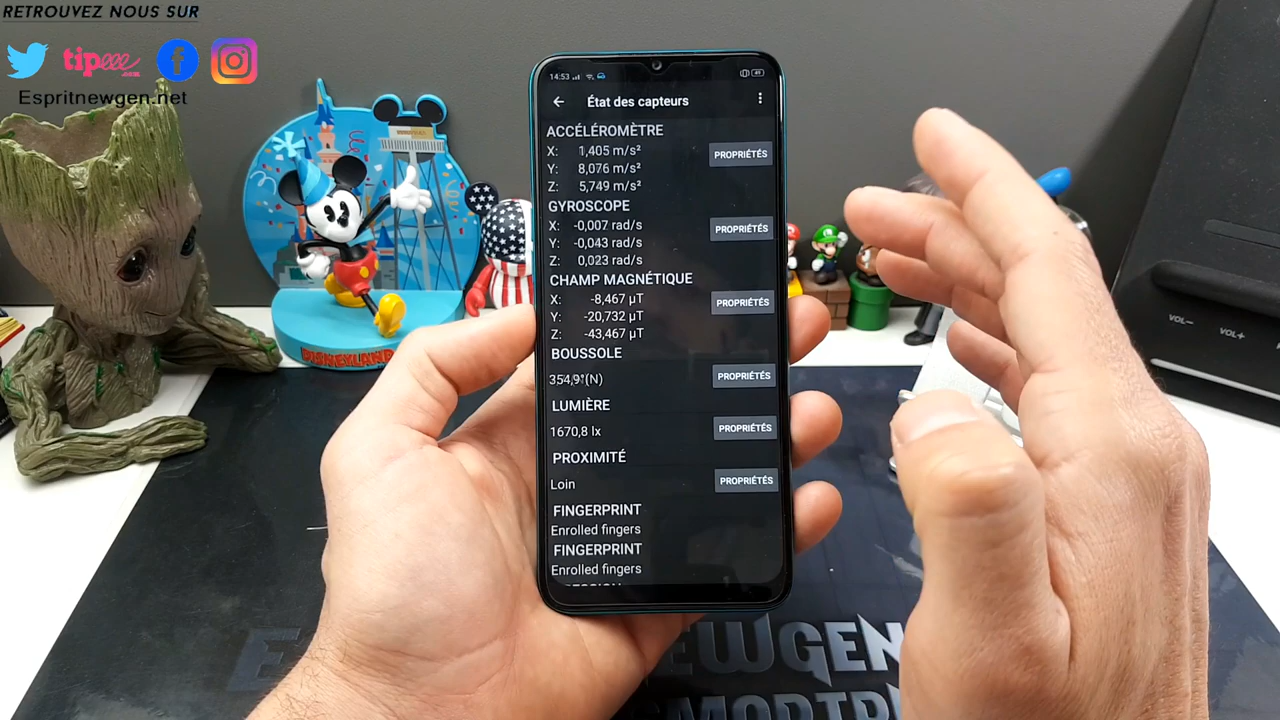 RETROUVEZ NOUS SUR
tipeee
.com
Espritnewgen.net
14:53
État des capteurs
ACCÉLÉROMÈTRE
X: 1,405 m/s²
Y: 8,076 m/s²
Z: 5,749 m/s²
PROPRIÉTÉS
GYROSCOPE
X: -0,007 rad/s
Y: -0,043 rad/s
Z: 0,023 rad/s
PROPRIÉTÉS
CHAMP MAGNÉTIQUE
X: -8,467 µT
Y: -20,732 µT
Z: -43,467 µT
PROPRIÉTÉS
BOUSSOLE
354,9°(N)
PROPRIÉTÉS
LUMIÈRE
1670,8 lx
PROPRIÉTÉS
PROXIMITÉ
Loin
PROPRIÉTÉS
FINGERPRINT
Enrolled fingers
FINGERPRINT
Enrolled fingers
DISNEYLAND
VOL-
VOL+